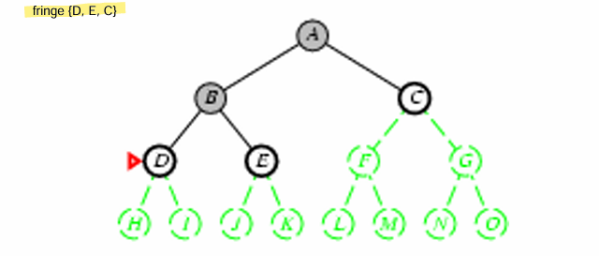 fringe {D, E, C}
A
B C
D E F G
H I J K L M N O